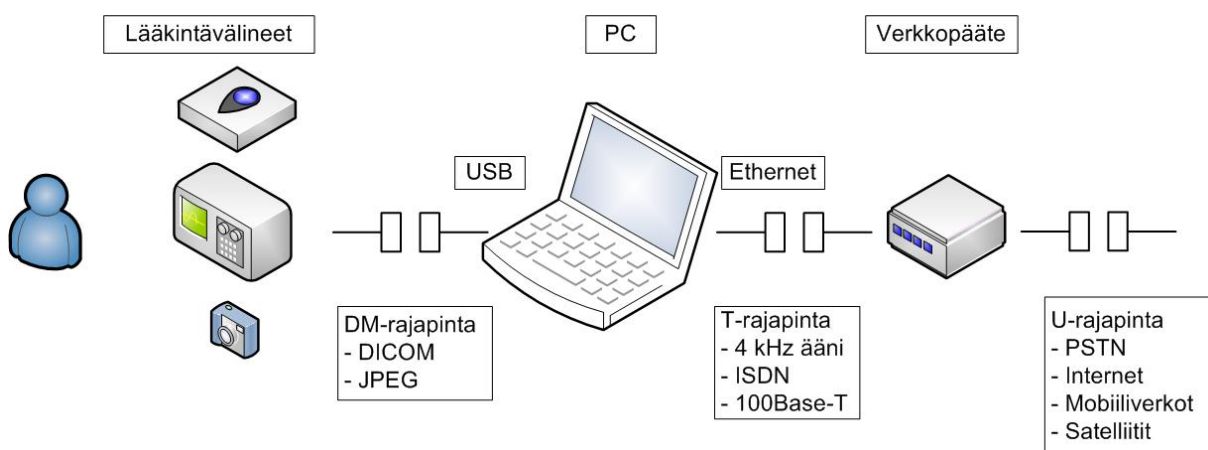 Lääkintävälineet
PC
Verkkopääte
USB
Ethernet
DM-rajapinta
- DICOM
- JPEG
T-rajapinta
- 4 kHz ääni
- ISDN
- 100Base-T
U-rajapinta
- PSTN
- Internet
- Mobiiliverkot
- Satelliitit